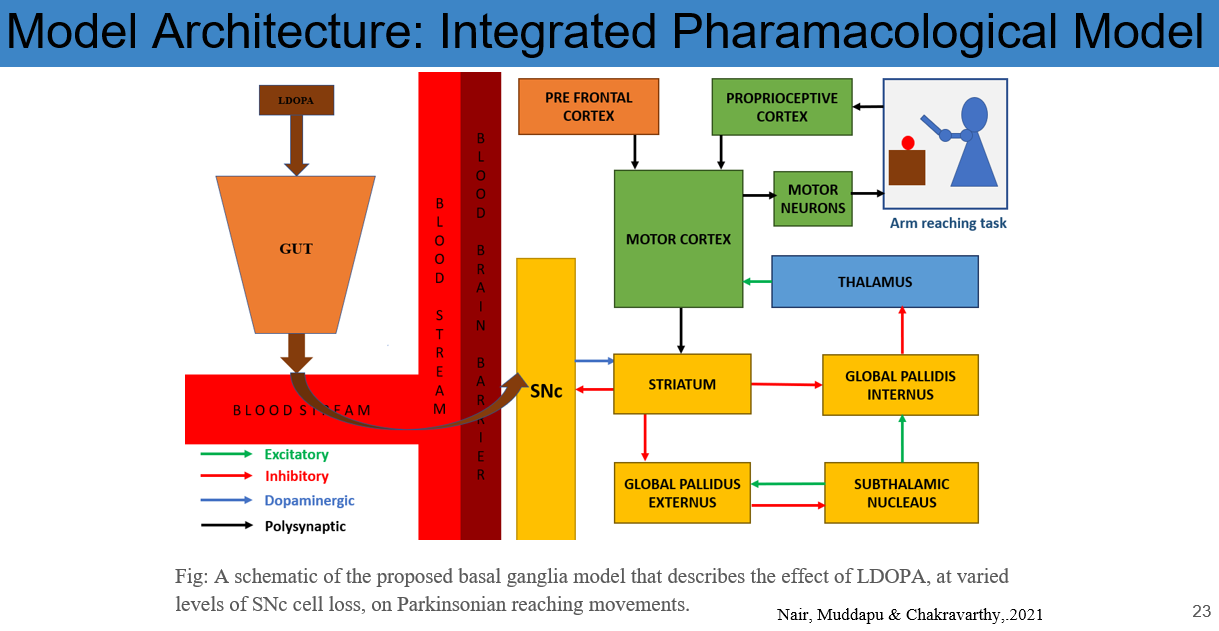 Model Architecture: Integrated Pharamacological Model
LDOPA
GUT
BLOOD STREAM
BLOOD STREAM
BLOOD BRAIN BARRIER
SNc
PRE FRONTAL
CORTEX
PROPRIOCEPTIVE
CORTEX
MOTOR CORTEX
MOTOR
NEURONS
Arm reaching task
THALAMUS
STRIATUM
GLOBAL PALLIDIS
INTERNUS
GLOBAL PALLIDUS
EXTERNUS
SUBTHALAMIC
NUCLEAUS
Excitatory
Inhibitory
Dopaminergic
Polysynaptic
Fig: A schematic of the proposed basal ganglia model that describes the effect of LDOPA, at varied
levels of SNc cell loss, on Parkinsonian reaching movements.
Nair, Muddapu & Chakravarthy,.2021
23